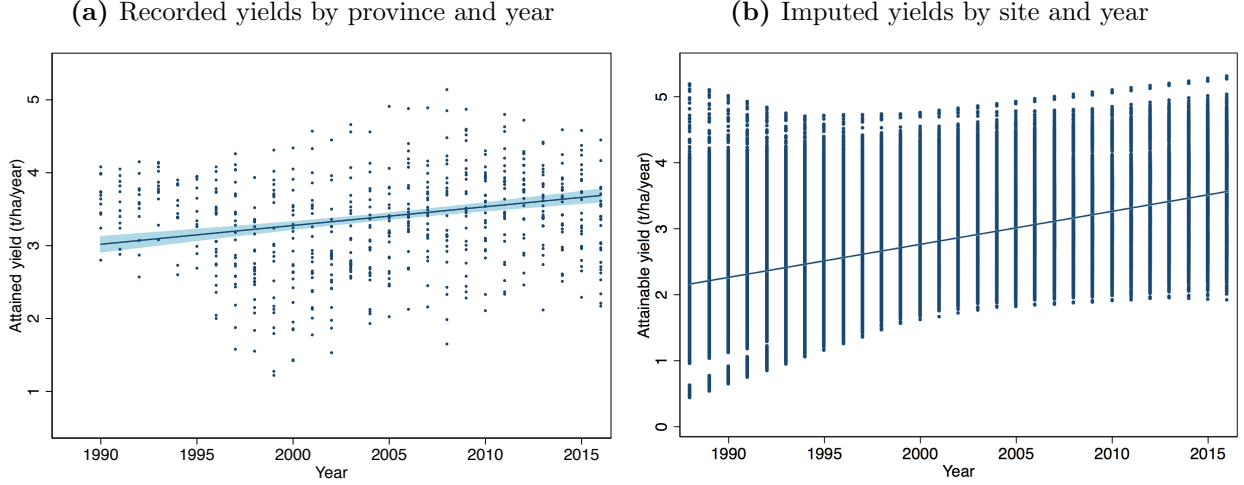 (a) Recorded yields by province and year
Attained yield (t/ha/year)
5
4
3
2
1
1990 1995 2000 2005 2010 2015
Year
(b) Imputed yields by site and year
Attainable yield (t/ha/year)
5
4
3
2
1
0
1990 1995 2000 2005 2010 2015
Year